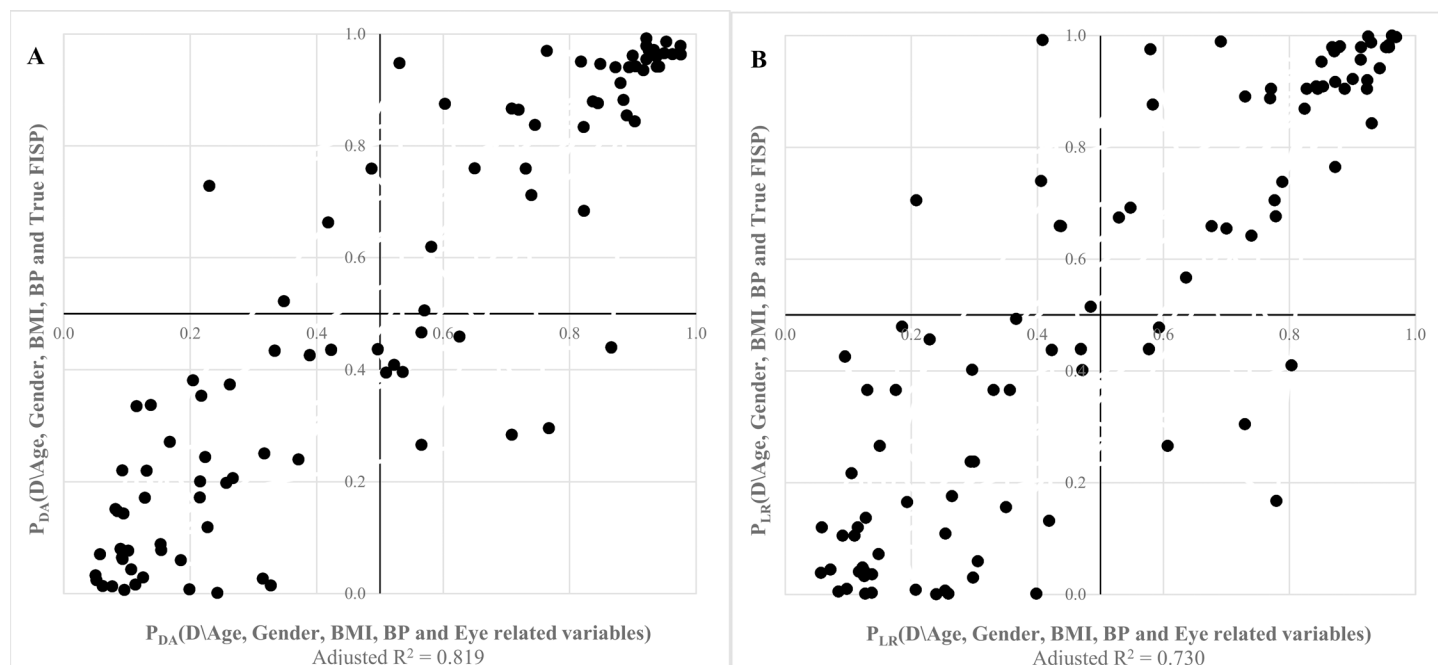 A
P_DA(D\Age, Gender, BMI, BP and True FISP)
1.0
0.8
0.6
0.0 0.2 0.4 0.6 0.8 1.0
0.4
0.2
0.0
P_DA(D\Age, Gender, BMI, BP and Eye related variables)
Adjusted R² = 0.819
B
P_LR(D\Age, Gender, BMI, BP and True FISP)
1.0
0.8
0.6
0.0 0.2 0.4 0.6 0.8 1.0
0.4
0.2
0.0
P_LR(D\Age, Gender, BMI, BP and Eye related variables)
Adjusted R² = 0.730